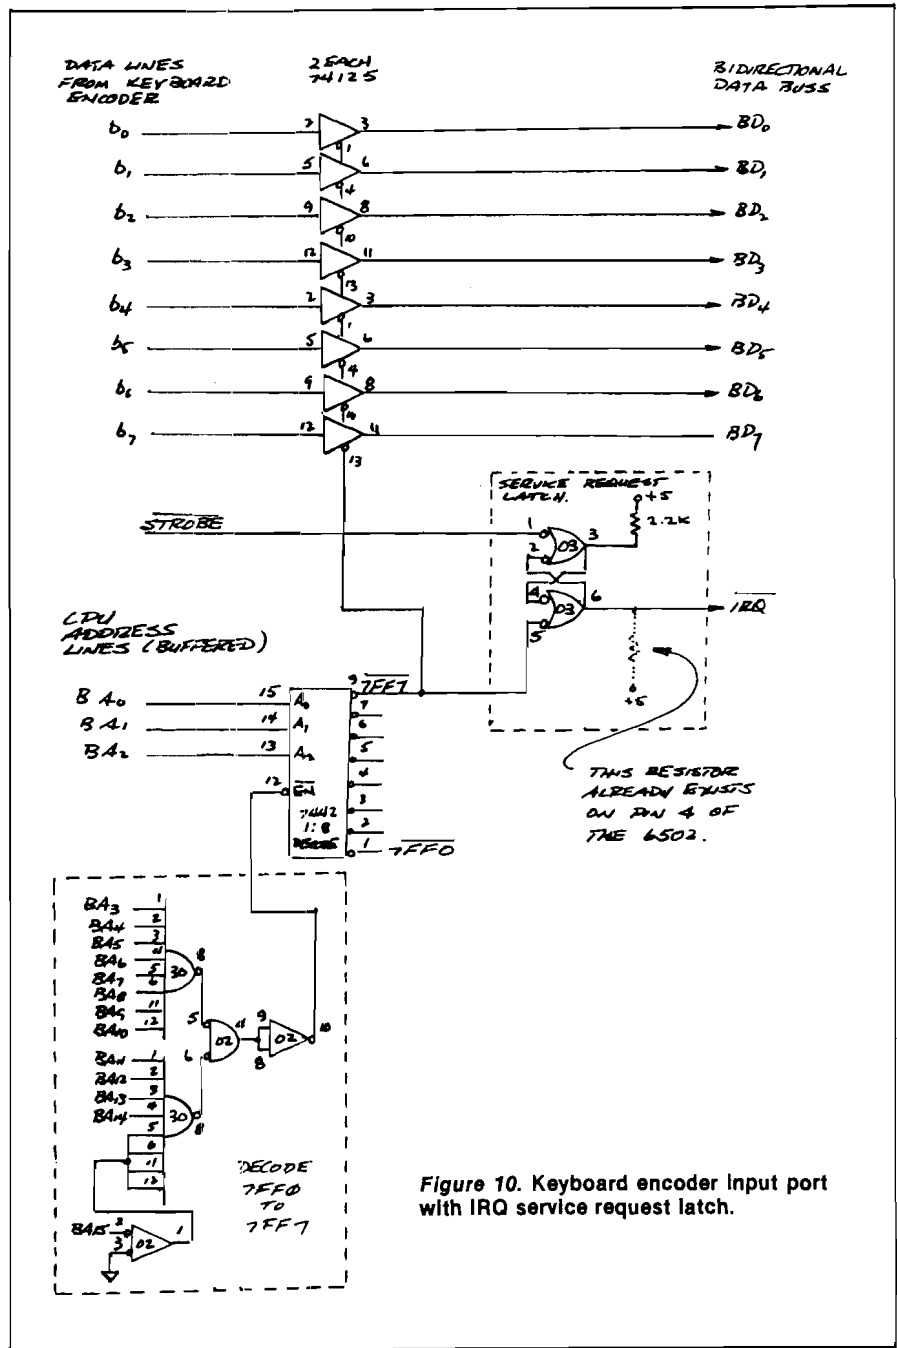 DATA LINES
FROM KEYBOARD
ENCODER
2 EACH
74125
BIDIRECTIONAL
DATA BUSS
b0 2 3 BD0
1
b1 5 6 BD1
4
b2 9 8 BD2
10
b3 12 11 BD3
13
b4 2 3 BD4
1
b5 5 6 BD5
4
b6 9 8 BD6
10
b7 12 11 BD7
13
SERVICE REQUEST
LATCH.
+5
2.2K
STROBE
1
2
03
3
4
5
03
6
IRQ
+5
CPU
ADDRESS
LINES (BUFFERED)
BA0 15 A0
BA1 14 A1
BA2 13 A2
12 EN
7442
1:8
DECODE
9 7FF7
7
6
5
4
3
2
1 7FF0
THIS RESISTOR
ALREADY EXISTS
ON PIN 4 OF
THE 6502.
BA3 1
BA4 2
BA5 3
BA6 4
BA7 5
BA8 6
BA9 11
BA10 12
30
8
BA11 1
BA12 2
BA13 3
BA14 4
5
6
11
12
30
8
5
6
02
4
9
8
02
10
BA15 2
3
02
1
DECODE
7FF0
TO
7FF7
Figure 10. Keyboard encoder input port
with IRQ service request latch.